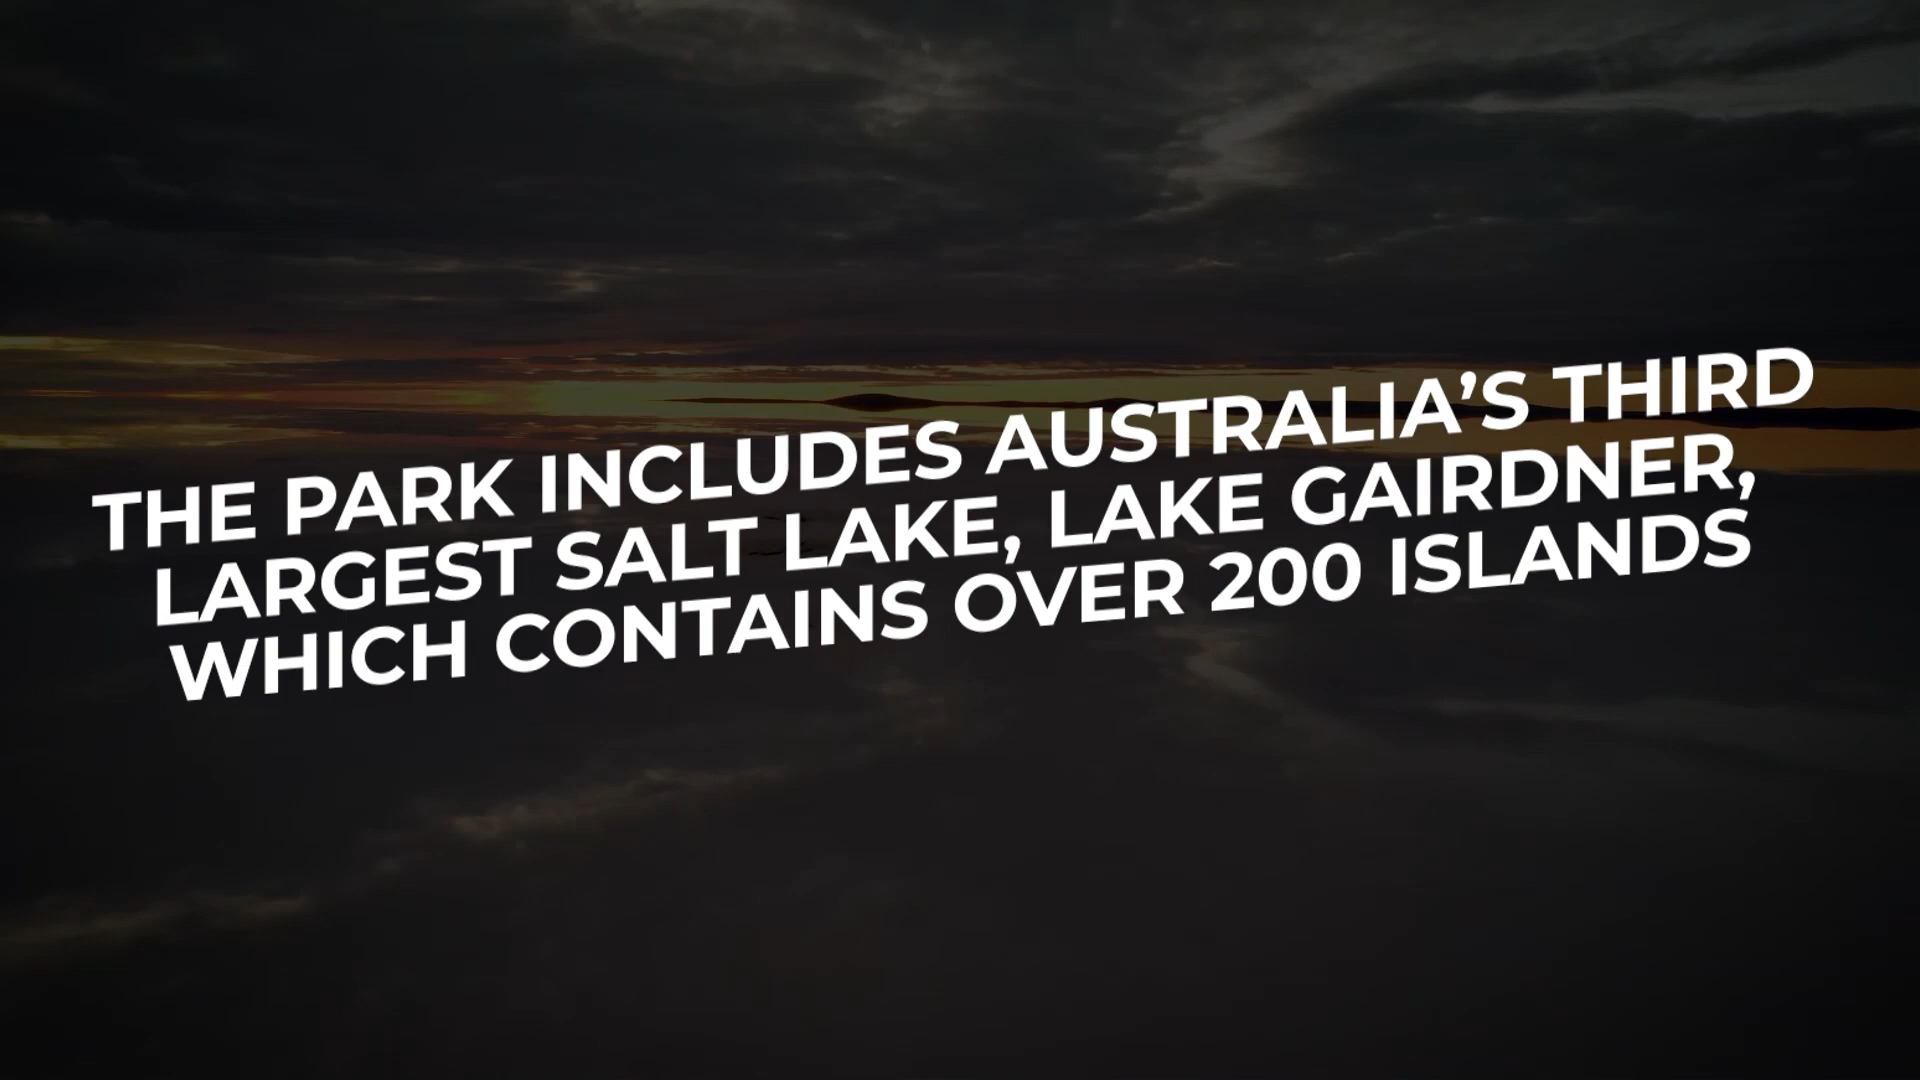 THE PARK INCLUDES AUSTRALIA’S THIRD
LARGEST SALT LAKE, LAKE GAIRDNER,
WHICH CONTAINS OVER 200 ISLANDS